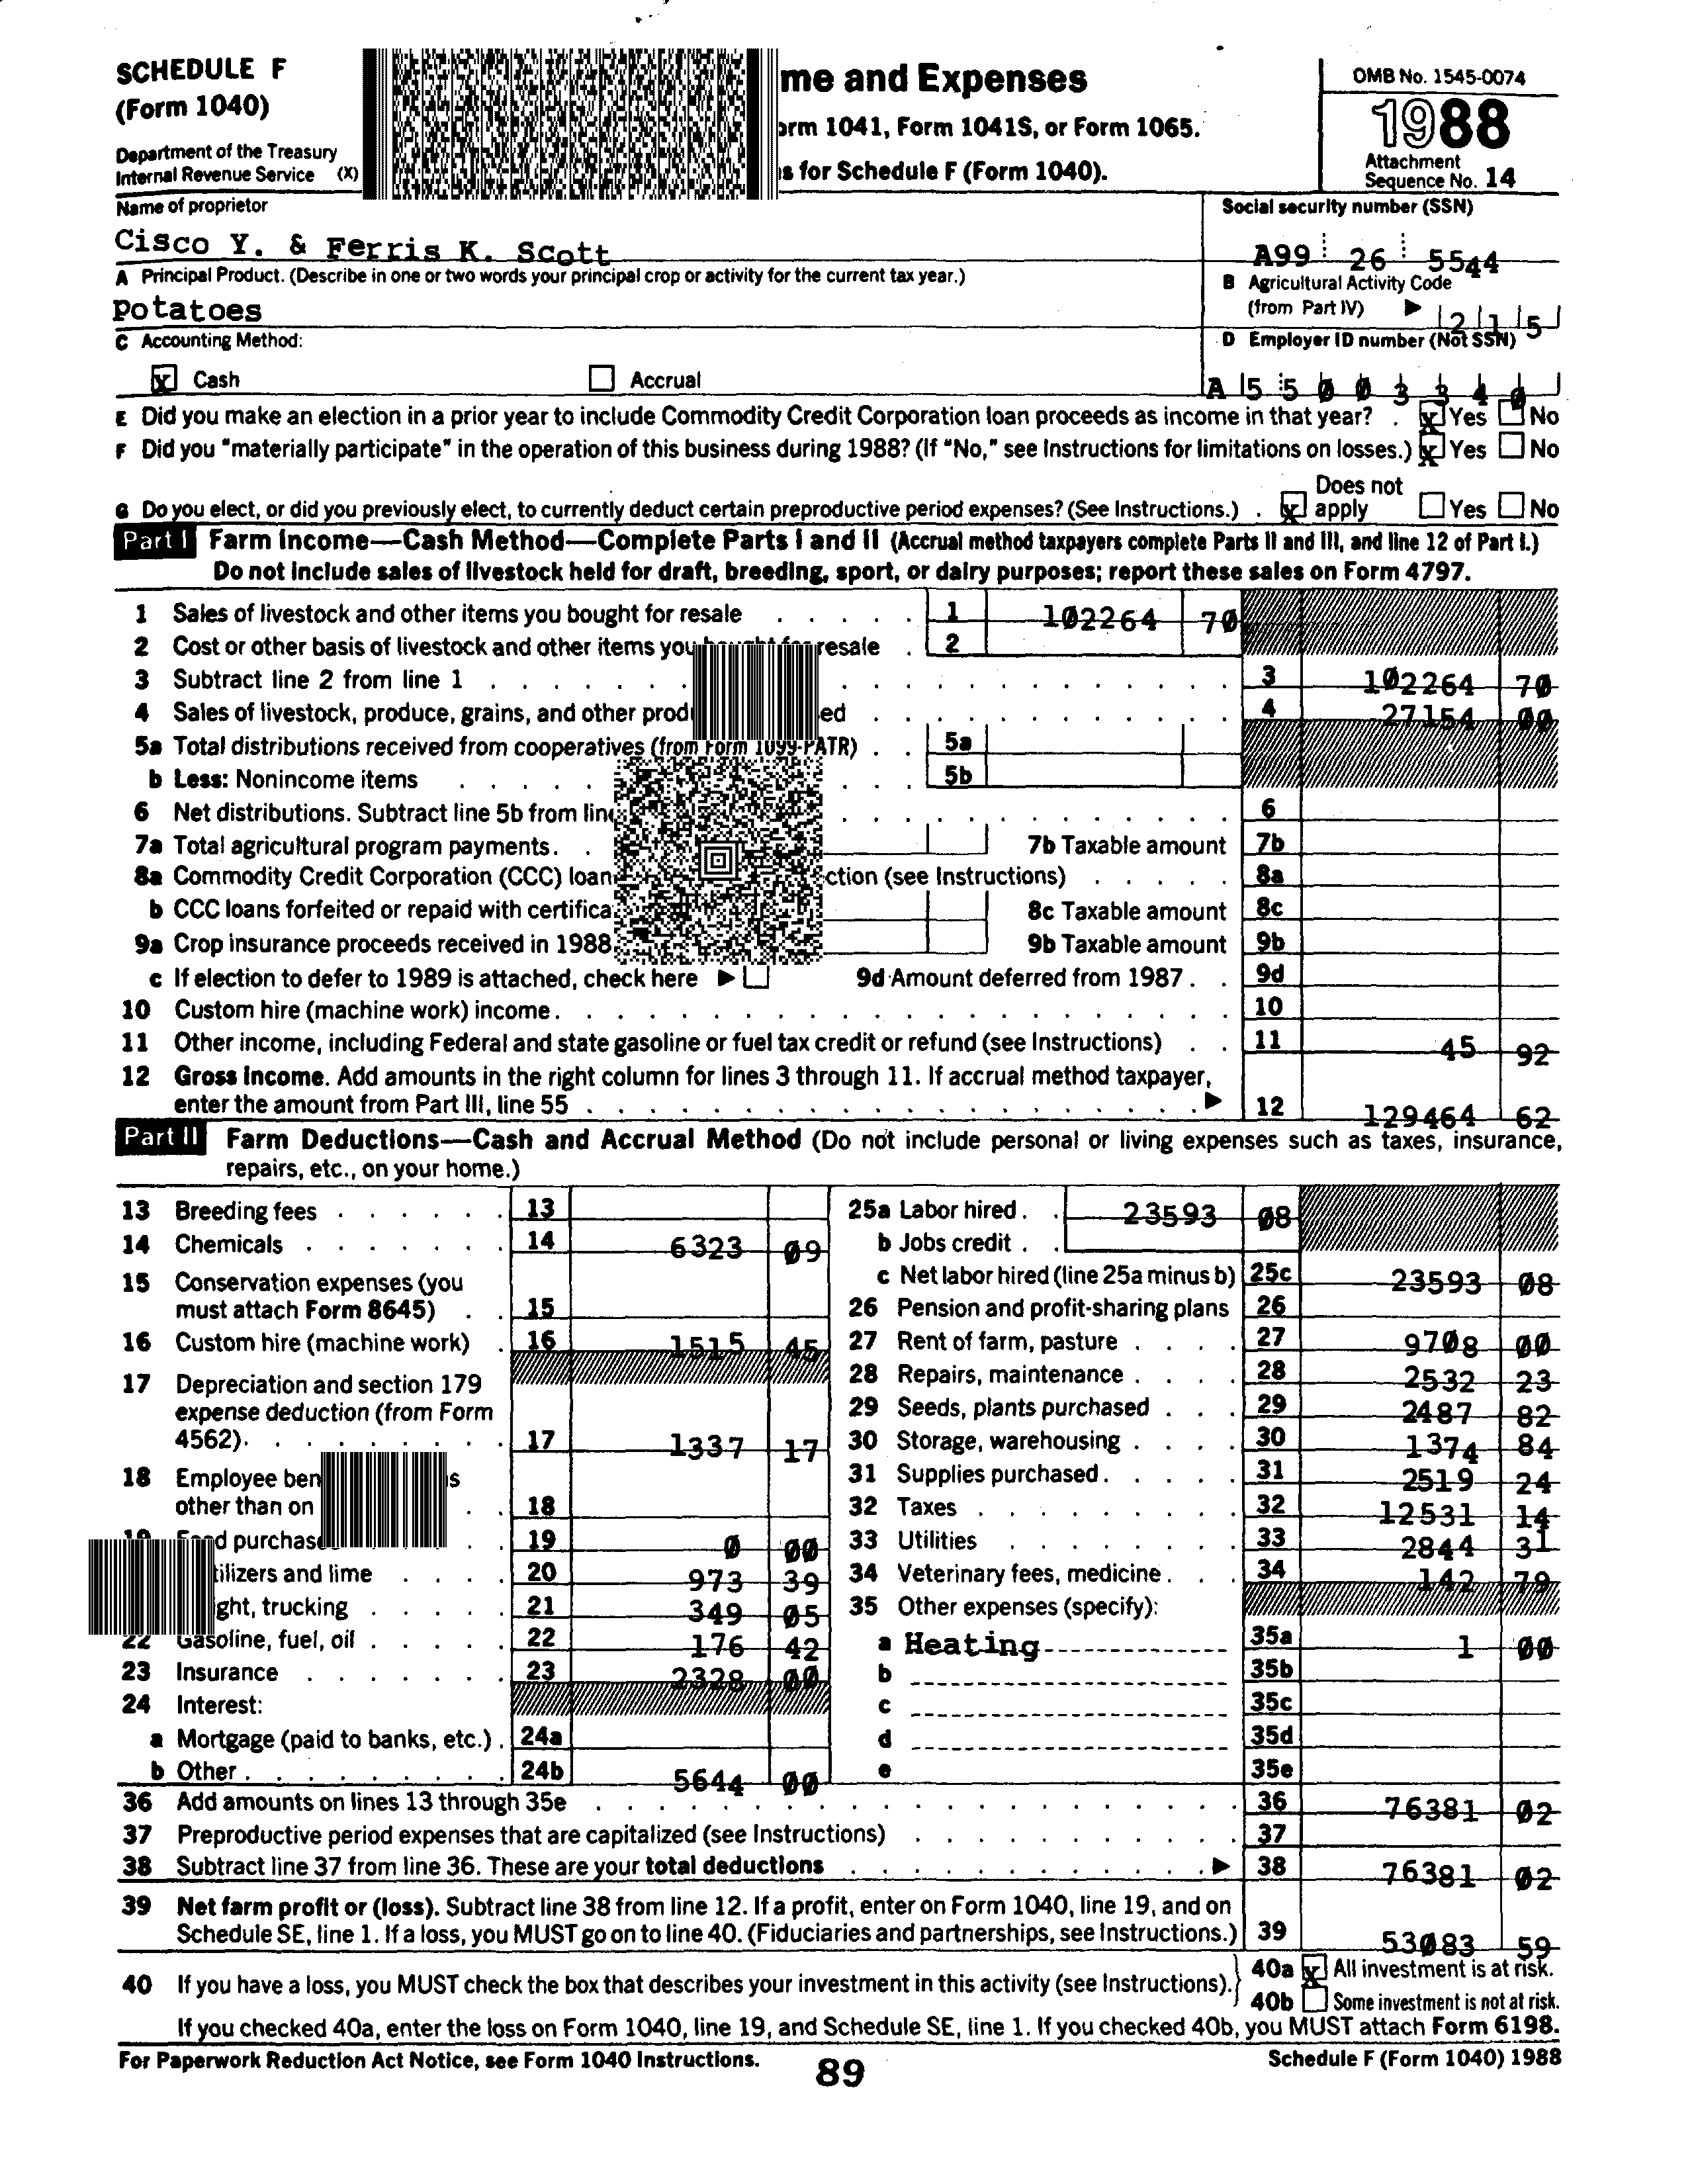 SCHEDULE F
(Form 1040)
Department of the Treasury
Internal Revenue Service (X)
me and Expenses
orm 1041, Form 1041S, or Form 1065.
s for Schedule F (Form 1040).
OMB No. 1545-0074
1988
Attachment
Sequence No. 14
Name of proprietor
Cisco Y. & Ferris K. Scott
Social security number (SSN)
A99 26 5544
A Principal Product. (Describe in one or two words your principal crop or activity for the current tax year.)
Potatoes
B Agricultural Activity Code
(from Part IV) ▶ 2 1 5
C Accounting Method:
D Employer ID number (Not SSN)
X Cash Accrual
A 5 5 0 0 3 3 4 0
E Did you make an election in a prior year to include Commodity Credit Corporation loan proceeds as income in that year? . X Yes No
F Did you "materially participate" in the operation of this business during 1988? (If "No," see Instructions for limitations on losses.) X Yes No
G Do you elect, or did you previously elect, to currently deduct certain preproductive period expenses? (See Instructions.) . X Does not apply Yes No
Part I Farm Income—Cash Method—Complete Parts I and II (Accrual method taxpayers complete Parts II and III, and line 12 of Part I.)
Do not include sales of livestock held for draft, breeding, sport, or dairy purposes; report these sales on Form 4797.
1 Sales of livestock and other items you bought for resale . . . . . 1 102264 70
2 Cost or other basis of livestock and other items you bought for resale . 2
3 Subtract line 2 from line 1 3 102264 70
4 Sales of livestock, produce, grains, and other prod ed 4 27154 00
5a Total distributions received from cooperatives (from Form 1099-PATR) . . 5a
b Less: Nonincome items 5b
6 Net distributions. Subtract line 5b from line 6
7a Total agricultural program payments. . 7b Taxable amount 7b
8a Commodity Credit Corporation (CCC) loan ction (see Instructions) . . . . . 8a
b CCC loans forfeited or repaid with certifica 8c Taxable amount 8c
9a Crop insurance proceeds received in 1988 9b Taxable amount 9b
c If election to defer to 1989 is attached, check here ▶ 9d Amount deferred from 1987 . . 9d
10 Custom hire (machine work) income. 10
11 Other income, including Federal and state gasoline or fuel tax credit or refund (see Instructions) . . 11 45 92
12 Gross income. Add amounts in the right column for lines 3 through 11. If accrual method taxpayer,
enter the amount from Part III, line 55 ▶ 12 129464 62
Part II Farm Deductions—Cash and Accrual Method (Do not include personal or living expenses such as taxes, insurance,
repairs, etc., on your home.)
13 Breeding fees . . . . . . 13
14 Chemicals . . . . . . . 14 6323 09
15 Conservation expenses (you
must attach Form 8645) . . 15
16 Custom hire (machine work) . 16 1515 45
17 Depreciation and section 179
expense deduction (from Form
4562). . . . . . . . 17 1337 17
18 Employee ben s
other than on . . 18
19 Feed purchase . . 19 0 00
tilizers and lime . . . . 20 973 39
ght, trucking . . . . . 21 349 05
22 Gasoline, fuel, oil . . . . . 22 176 42
23 Insurance . . . . . . . 23 2328 00
24 Interest:
a Mortgage (paid to banks, etc.) . 24a
b Other . . . . . . . . . 24b 5644 00
25a Labor hired . . 23593 08
b Jobs credit . .
c Net labor hired (line 25a minus b) 25c 23593 08
26 Pension and profit-sharing plans 26
27 Rent of farm, pasture . . . . 27 9708 00
28 Repairs, maintenance . . . . 28 2532 23
29 Seeds, plants purchased . . . 29 2487 82
30 Storage, warehousing . . . . 30 1374 84
31 Supplies purchased . . . . . 31 2519 24
32 Taxes . . . . . . . . 32 12531 14
33 Utilities . . . . . . . . 33 2844 31
34 Veterinary fees, medicine . . . 34 142 79
35 Other expenses (specify):
a Heating 35a 1 00
b 35b
c 35c
d 35d
e 35e
36 Add amounts on lines 13 through 35e 36 76381 02
37 Preproductive period expenses that are capitalized (see Instructions) 37
38 Subtract line 37 from line 36. These are your total deductions ▶ 38 76381 02
39 Net farm profit or (loss). Subtract line 38 from line 12. If a profit, enter on Form 1040, line 19, and on
Schedule SE, line 1. If a loss, you MUST go on to line 40. (Fiduciaries and partnerships, see Instructions.) 39 53083 59
40 If you have a loss, you MUST check the box that describes your investment in this activity (see Instructions).
40a X All investment is at risk.
40b Some investment is not at risk.
If you checked 40a, enter the loss on Form 1040, line 19, and Schedule SE, line 1. If you checked 40b, you MUST attach Form 6198.
For Paperwork Reduction Act Notice, see Form 1040 Instructions.
89
Schedule F (Form 1040) 1988